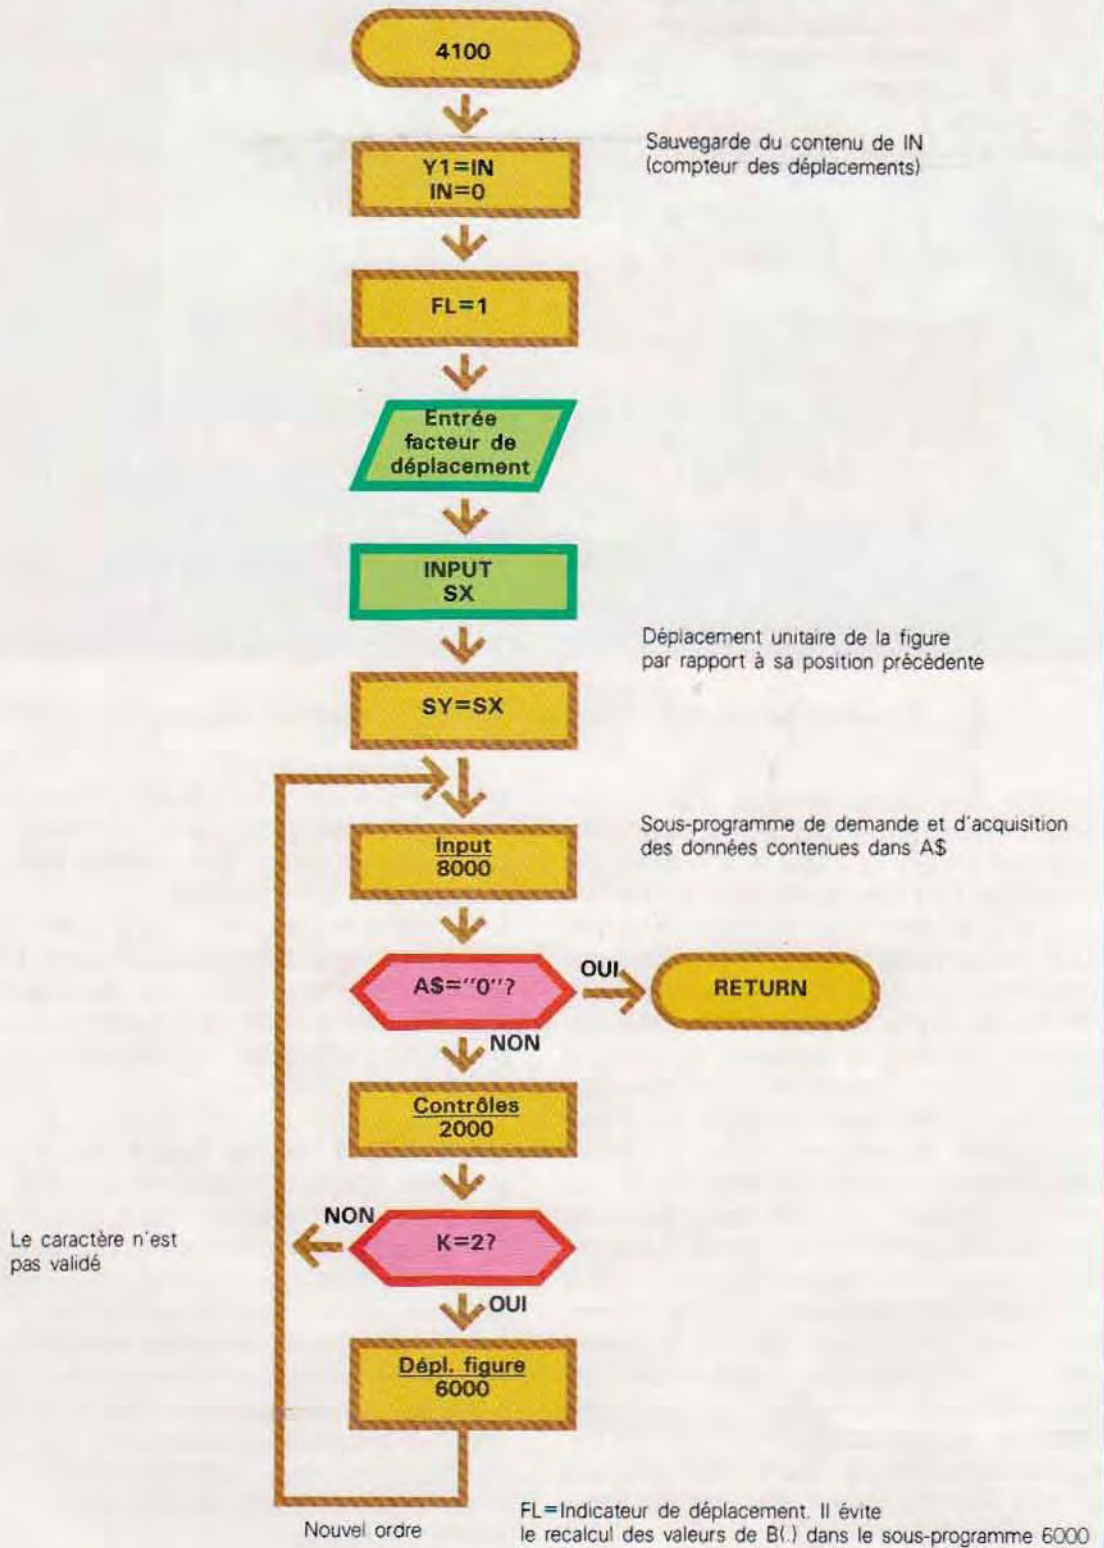 4100
Sauvegarde du contenu de IN
(compteur des déplacements)
Y1=IN
IN=0
FL=1
Entrée
facteur de
déplacement
INPUT
SX
Déplacement unitaire de la figure
par rapport à sa position précédente
SY=SX
Sous-programme de demande et d'acquisition
des données contenues dans A$
Input
8000
A$="0"?
OUI
RETURN
NON
Contrôles
2000
NON
K=2?
Le caractère n'est
pas validé
OUI
Dépl. figure
6000
Nouvel ordre
FL=Indicateur de déplacement. Il évite
le recalcul des valeurs de B(.) dans le sous-programme 6000